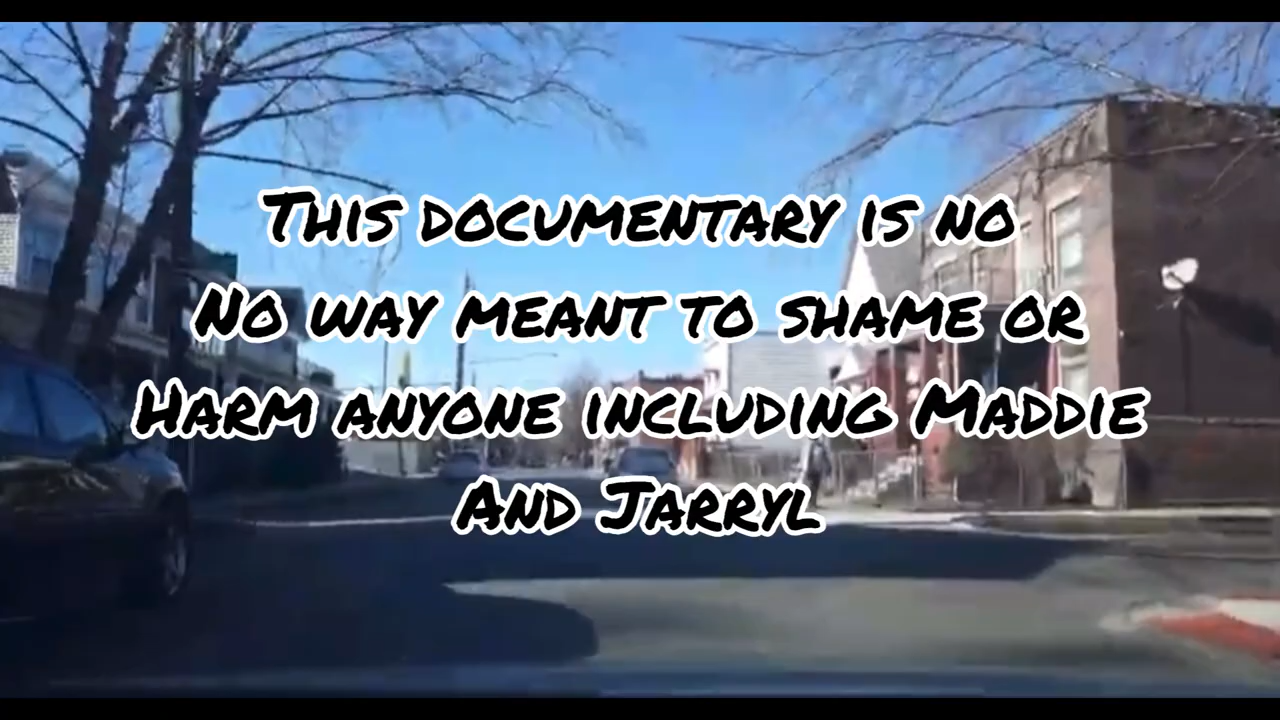 This documentary is no
No way meant to shame or
Harm anyone including Maddie
And Jarryl